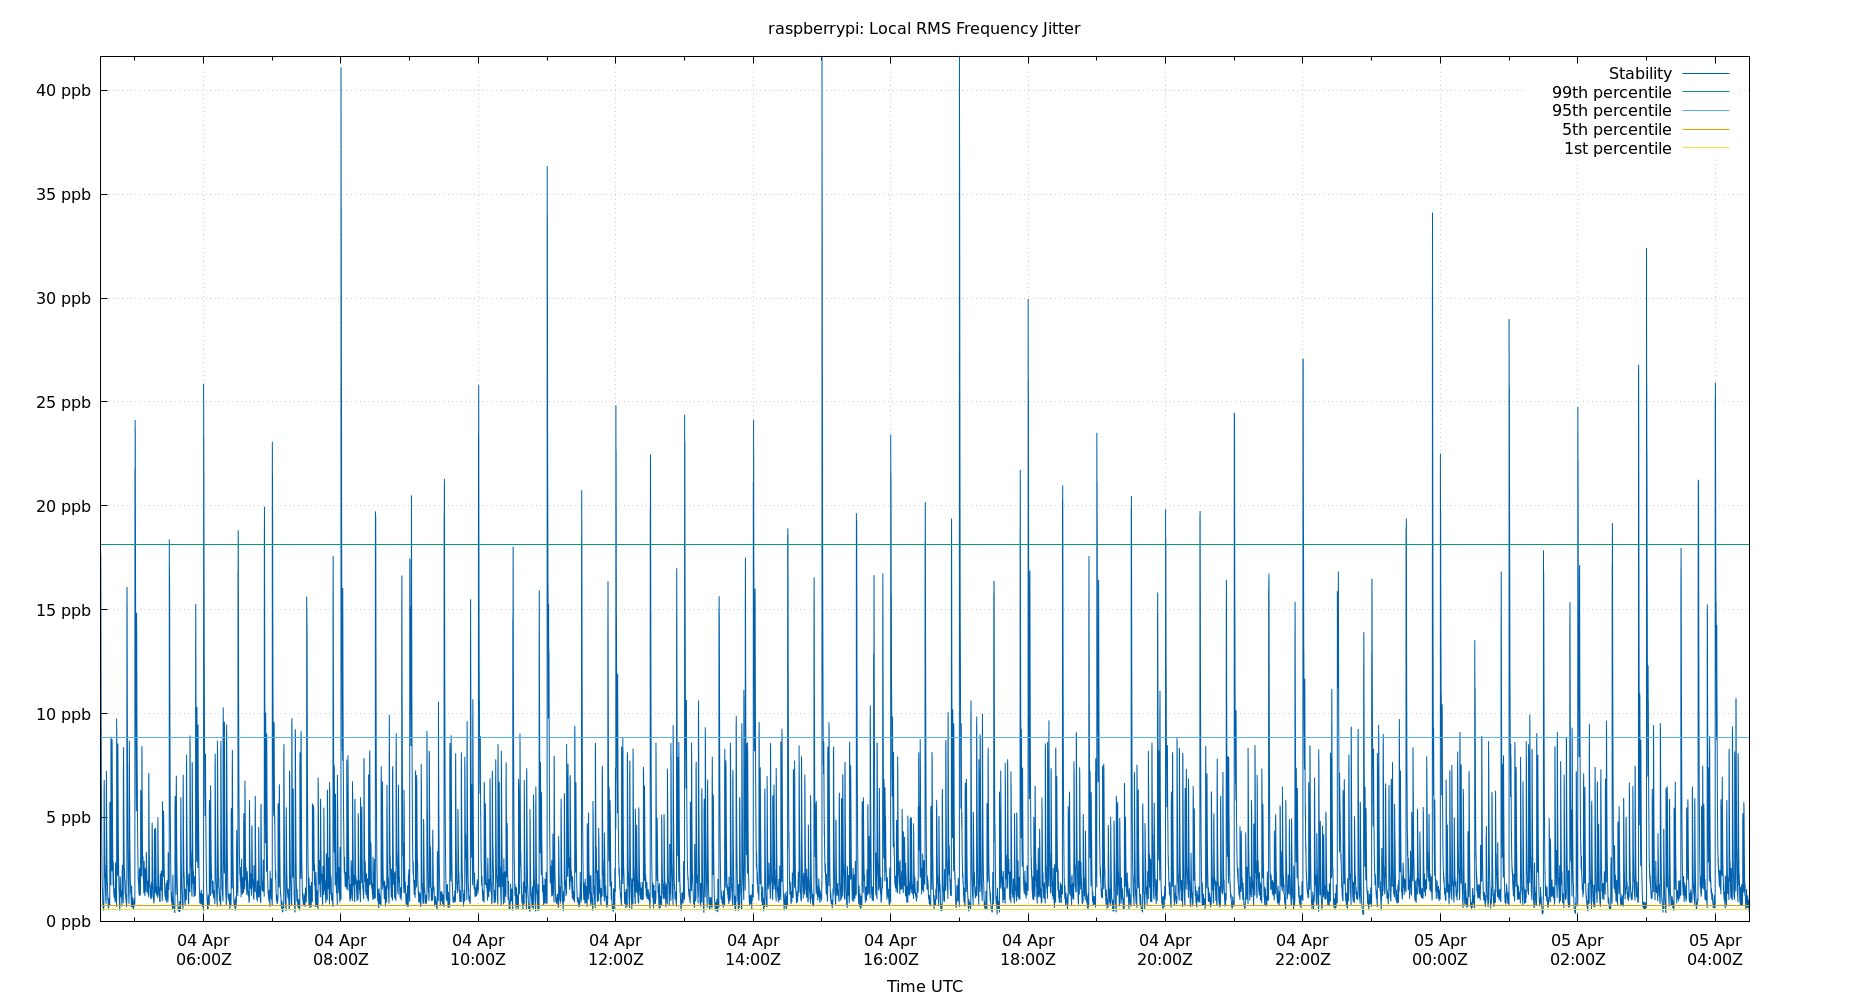 raspberrypi: Local RMS Frequency Jitter
Stability
99th percentile
95th percentile
5th percentile
1st percentile
40 ppb
35 ppb
30 ppb
25 ppb
20 ppb
15 ppb
10 ppb
5 ppb
0 ppb
04 Apr 04 Apr 04 Apr 04 Apr 04 Apr 04 Apr 04 Apr 04 Apr 04 Apr 05 Apr 05 Apr 05 Apr
06:00Z 08:00Z 10:00Z 12:00Z 14:00Z 16:00Z 18:00Z 20:00Z 22:00Z 00:00Z 02:00Z 04:00Z
Time UTC